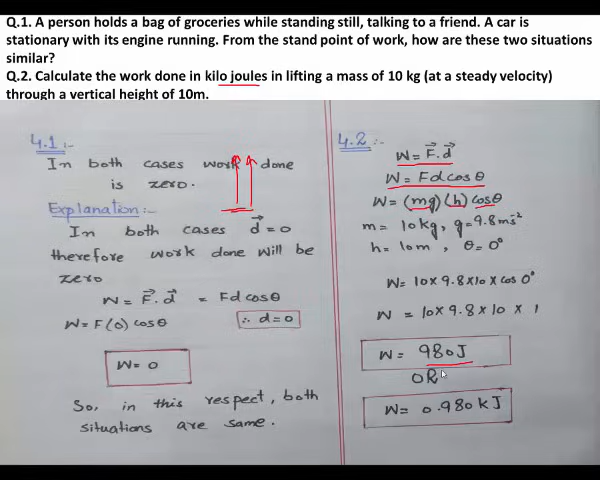 Q.1. A person holds a bag of groceries while standing still, talking to a friend. A car is
stationary with its engine running. From the stand point of work, how are these two situations
similar?
Q.2. Calculate the work done in kilo joules in lifting a mass of 10 kg (at a steady velocity)
through a vertical height of 10m.
4.1 :-
In both cases work done
is zero.
Explanation:-
In both cases d⃗ = 0
therefore work done will be
zero
W = F⃗ . d⃗ = Fd cosθ
W = F(0) cosθ ∴ d = 0
W = 0
So, in this respect, both
situations are same.
4.2 :-
W = F⃗ . d⃗
W = Fd cosθ
W = (mg)(h) cosθ
m = 10kg, g = 9.8 ms⁻²
h = 10m , θ = 0°
W = 10 x 9.8 x 10 x cos 0°
W = 10 x 9.8 x 10 x 1
W = 980J
OR
W = 0.980 KJ